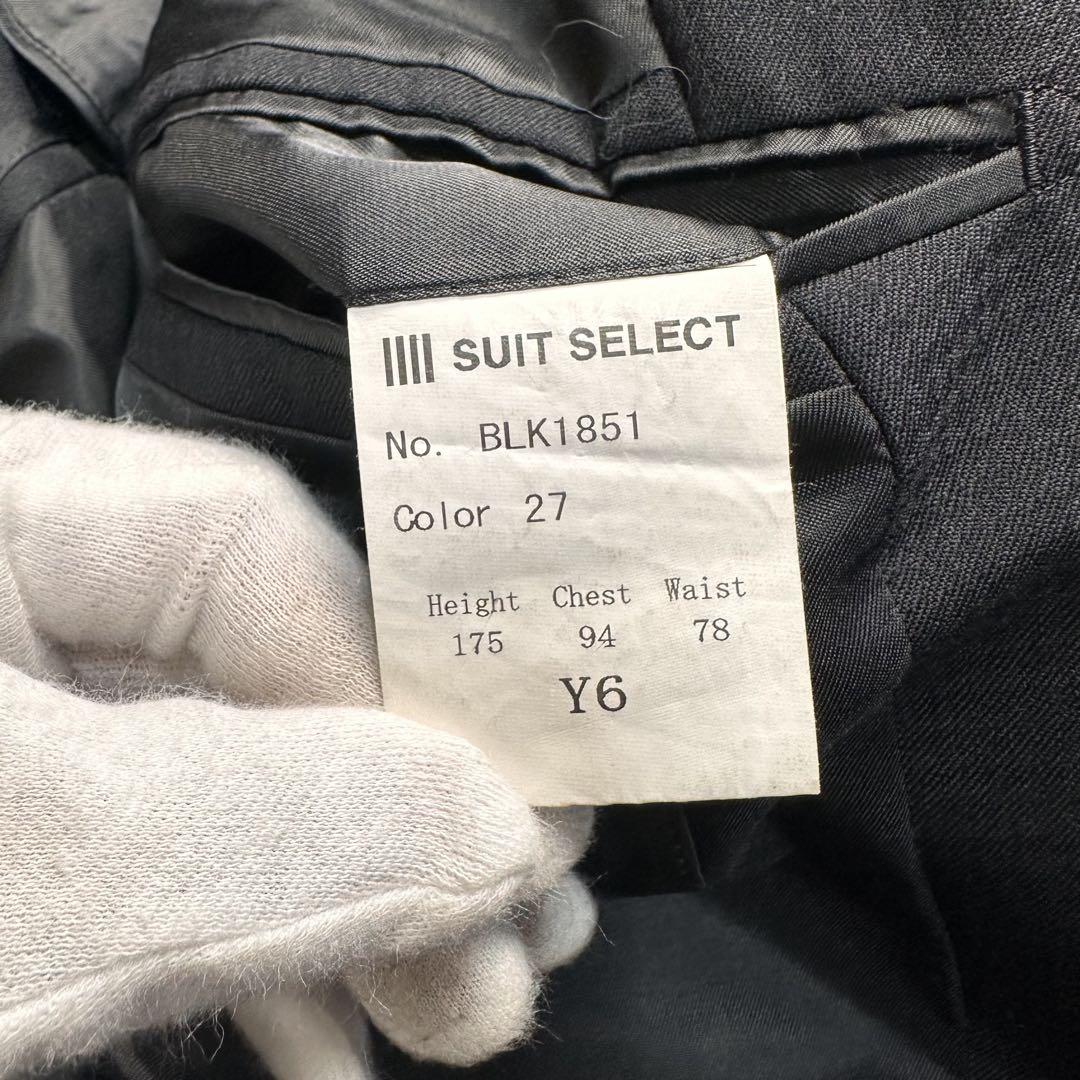 SUIT SELECT
No. BLK1851
Color 27
Height Chest Waist
175 94 78
Y6